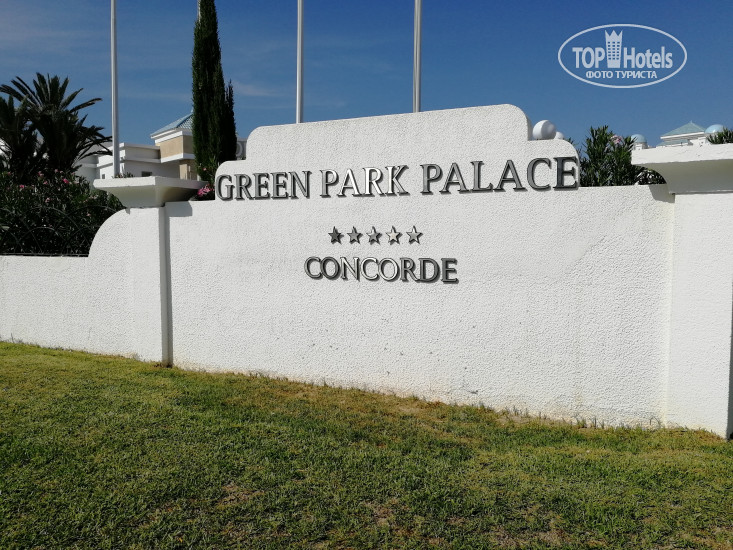 TOP Hotels
ФОТО ТУРИСТА
GREEN PARK PALACE
★★★★★
CONCORDE